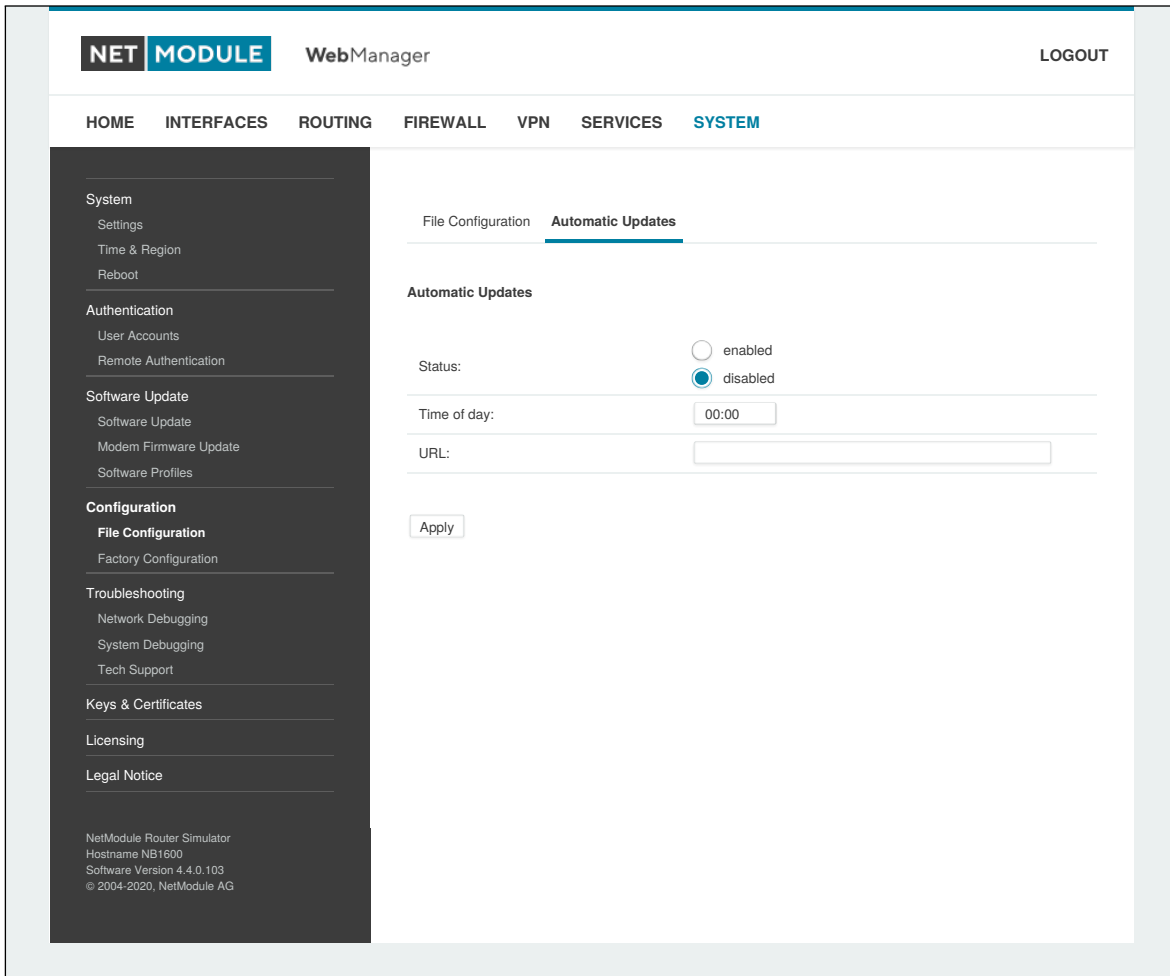 NET MODULE WebManager LOGOUT
HOME INTERFACES ROUTING FIREWALL VPN SERVICES SYSTEM
System
Settings
Time & Region
Reboot
Authentication
User Accounts
Remote Authentication
Software Update
Software Update
Modem Firmware Update
Software Profiles
Configuration
File Configuration
Factory Configuration
Troubleshooting
Network Debugging
System Debugging
Tech Support
Keys & Certificates
Licensing
Legal Notice
NetModule Router Simulator
Hostname NB1600
Software Version 4.4.0.103
© 2004-2020, NetModule AG
File Configuration Automatic Updates
Automatic Updates
Status:
enabled
disabled
Time of day: 00:00
URL:
Apply